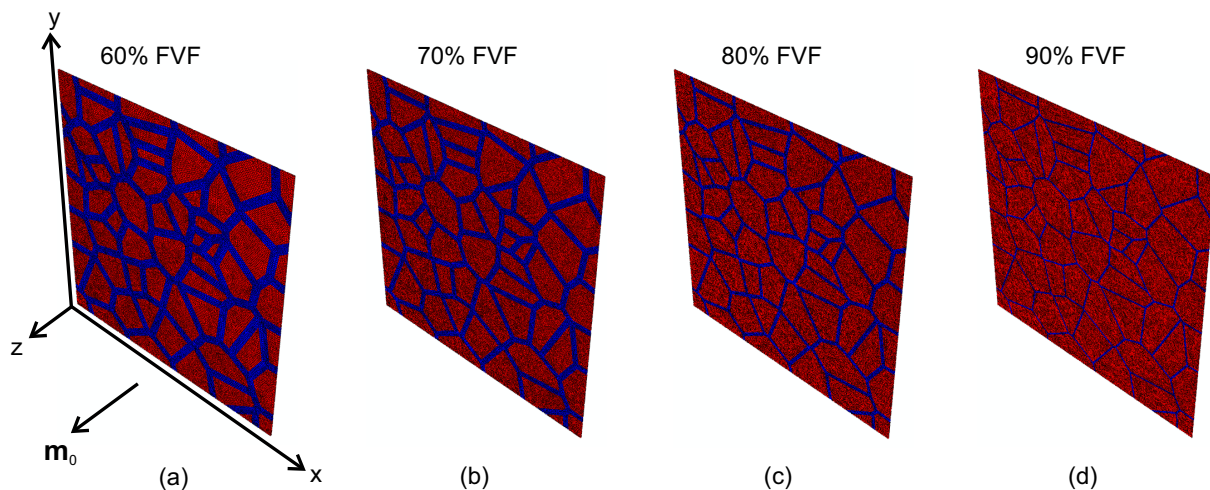 y
60% FVF
70% FVF
80% FVF
90% FVF
z
m₀
x
(a)
(b)
(c)
(d)